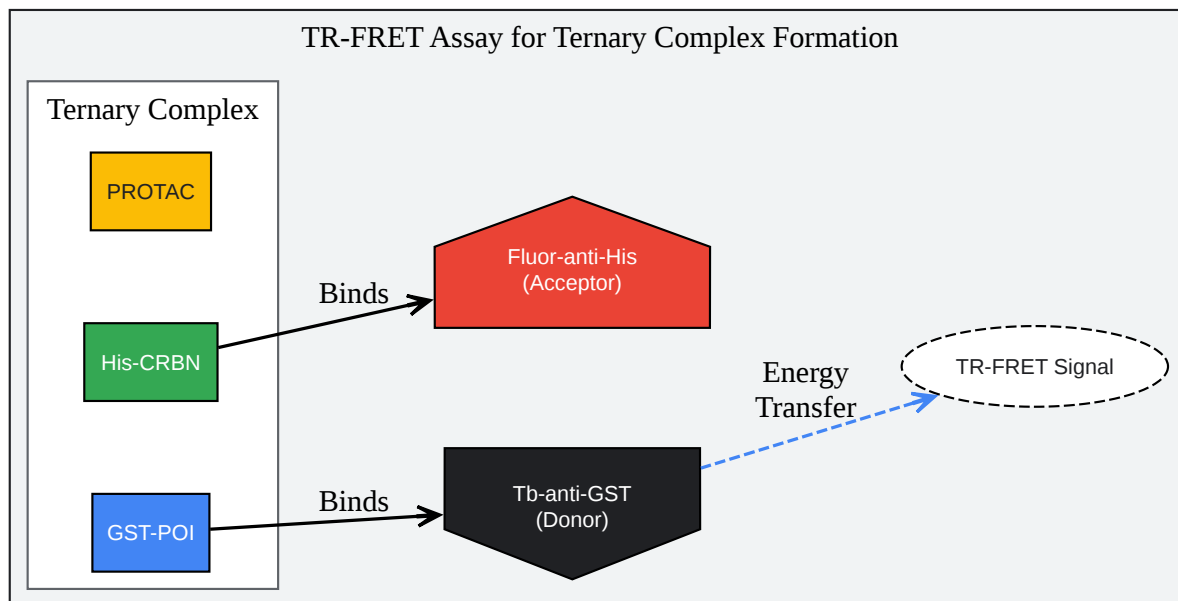 TR-FRET Assay for Ternary Complex Formation
Ternary Complex
PROTAC
His-CRBN
GST-POI
Binds
Binds
Fluor-anti-His
(Acceptor)
Tb-anti-GST
(Donor)
Energy
Transfer
TR-FRET Signal